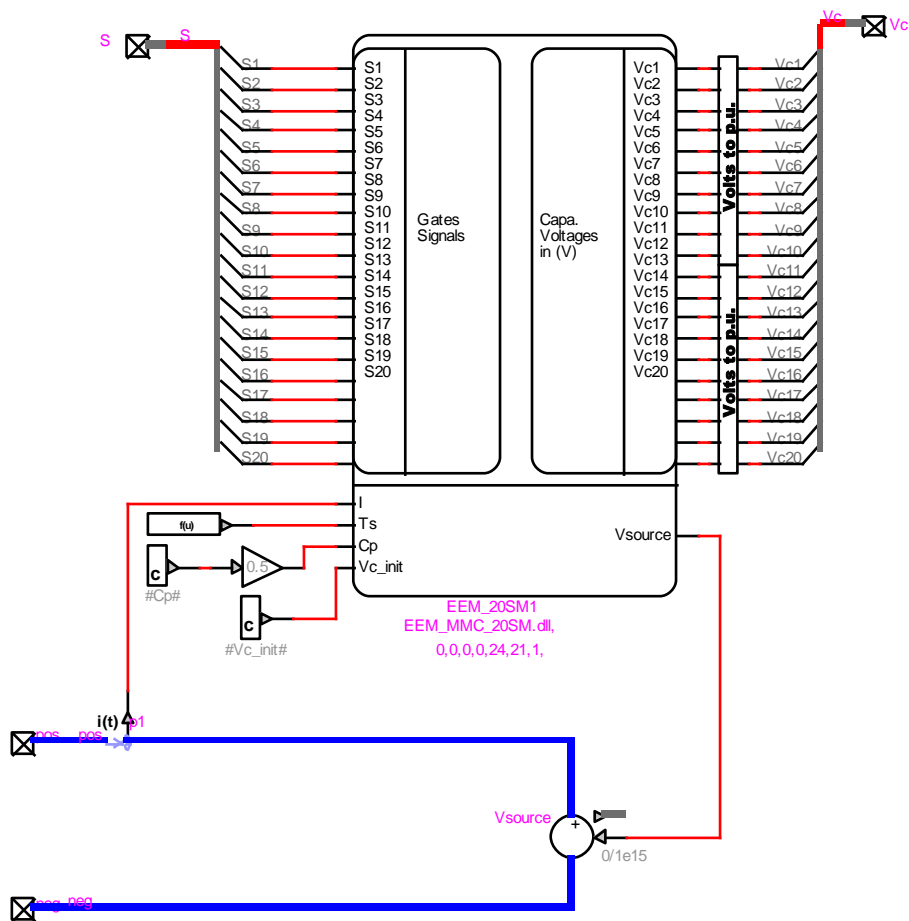 S S Vc Vc
S1 S1 Vc1 Vc1
S2 S2 Vc2 Vc2
S3 S3 Vc3 Vc3
S4 S4 Vc4 Vc4
S5 S5 Vc5 Vc5
S6 S6 Vc6 Vc6
S7 S7 Vc7 Vc7
S8 S8 Vc8 Vc8
S9 S9 Vc9 Vc9
S10 S10 Vc10 Vc10
S11 S11 Vc11 Vc11
S12 S12 Vc12 Vc12
S13 S13 Vc13 Vc13
S14 S14 Vc14 Vc14
S15 S15 Vc15 Vc15
S16 S16 Vc16 Vc16
S17 S17 Vc17 Vc17
S18 S18 Vc18 Vc18
S19 S19 Vc19 Vc19
S20 S20 Vc20 Vc20
Gates
Signals
Capa.
Voltages
in (V)
Volts to p.u.
Volts to p.u.
I
f(u) Ts
Vsource
Cp
c 0.5
#Cp#
Vc_init
c
#Vc_init#
EEM_20SM1
EEM_MMC_20SM.dll,
0,0,0,0,24,21,1,
i(t) p1
pos pos
Vsource +
0/1e15
neg neg